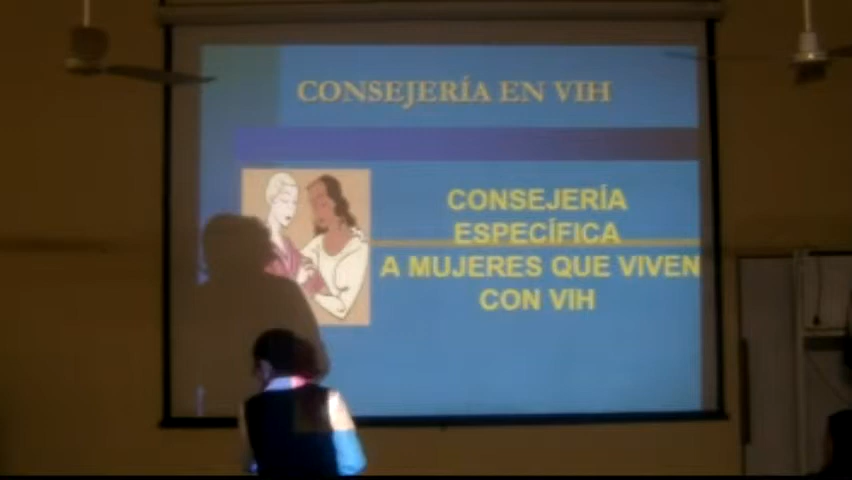 CONSEJERÍA EN VIH
CONSEJERÍA
ESPECÍFICA
A MUJERES QUE VIVEN
CON VIH